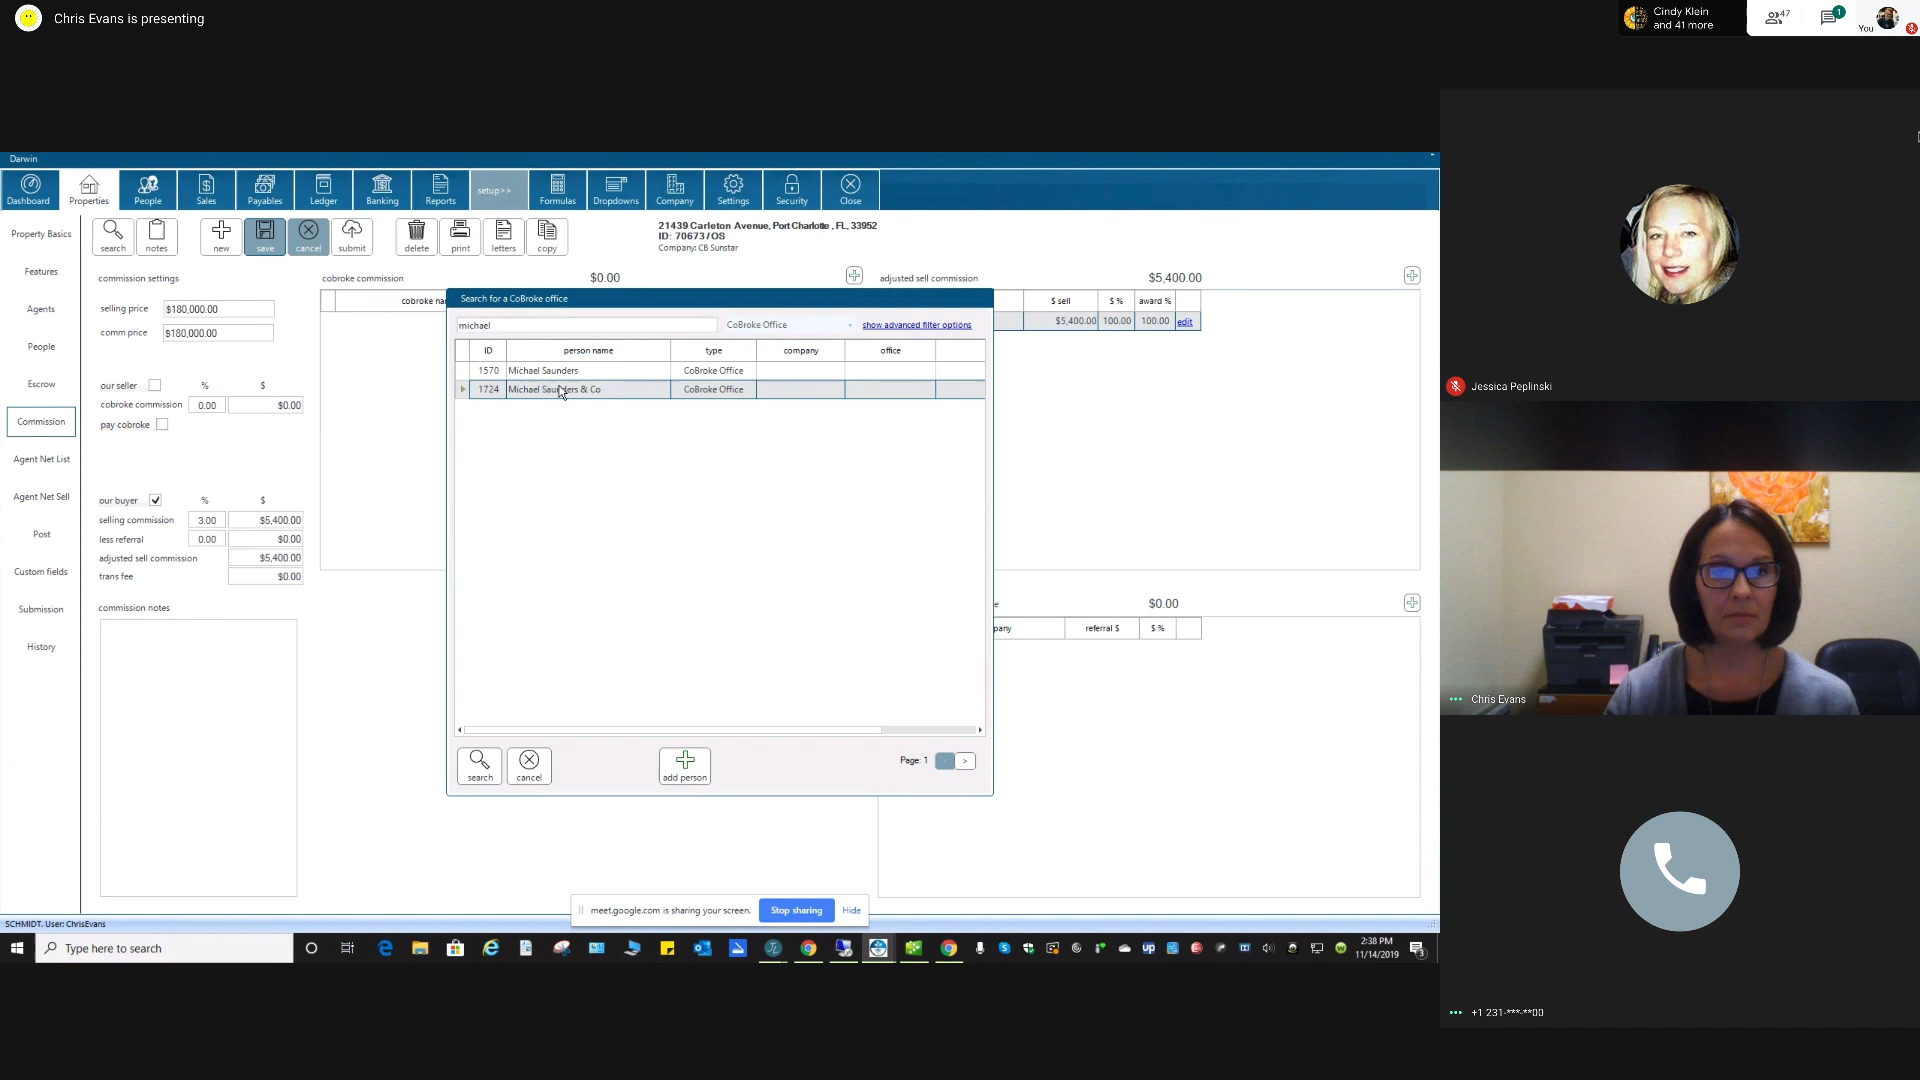 Chris Evans is presenting
Cindy Klein
and 41 more
47
1
You
Darwin
Dashboard
Properties
People
Sales
Payables
Ledger
Banking
Reports
setup>>
Formulas
Dropdowns
Company
Settings
Security
Close
search
notes
new
save
cancel
submit
delete
print
letters
copy
21439 Carleton Avenue, Port Charlotte , FL, 33952
ID: 70673 / OS
Company: CB Sunstar
Property Basics
Features
Agents
People
Escrow
Commission
Agent Net List
Agent Net Sell
Post
Custom fields
Submission
History
commission settings
selling price $180,000.00
comm price $180,000.00
our seller % $
cobroke commission 0.00 $0.00
pay cobroke
our buyer % $
selling commission 3.00 $5,400.00
less referral 0.00 $0.00
adjusted sell commission $5,400.00
trans fee $0.00
commission notes
cobroke commission $0.00
cobroke na
adjusted sell commission $5,400.00
$ sell $ % award %
$5,400.00 100.00 100.00 edit
Search for a CoBroke office
michael
CoBroke Office
show advanced filter options
ID person name type company office
1570 Michael Saunders CoBroke Office
1724 Michael Saunders & Co CoBroke Office
search
cancel
add person
Page: 1 < >
e $0.00
pany referral $ $ %
meet.google.com is sharing your screen. Stop sharing Hide
SCHMIDT. User: ChrisEvans
Type here to search
up
2:38 PM
11/14/2019
3
Jessica Peplinski
Chris Evans
+1 231-***-**00